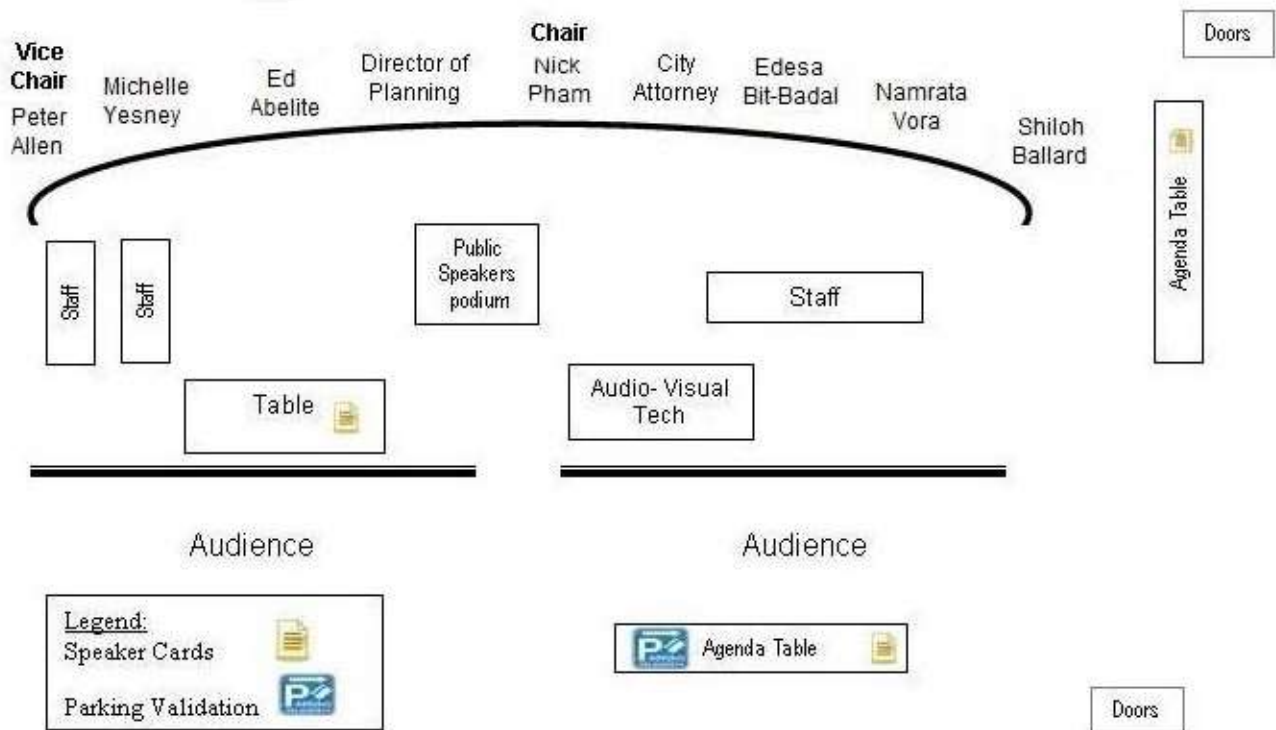 Doors
Vice
Chair
Peter
Allen
Michelle
Yesney
Ed
Abelite
Director of
Planning
Chair
Nick
Pham
City
Attorney
Edesa
Bit-Badal
Namrata
Vora
Shiloh
Ballard
Agenda Table
Staff
Staff
Public
Speakers
podium
Staff
Table
Audio- Visual
Tech
Audience
Audience
Legend:
Speaker Cards
Parking Validation
P
P
Agenda Table
Doors